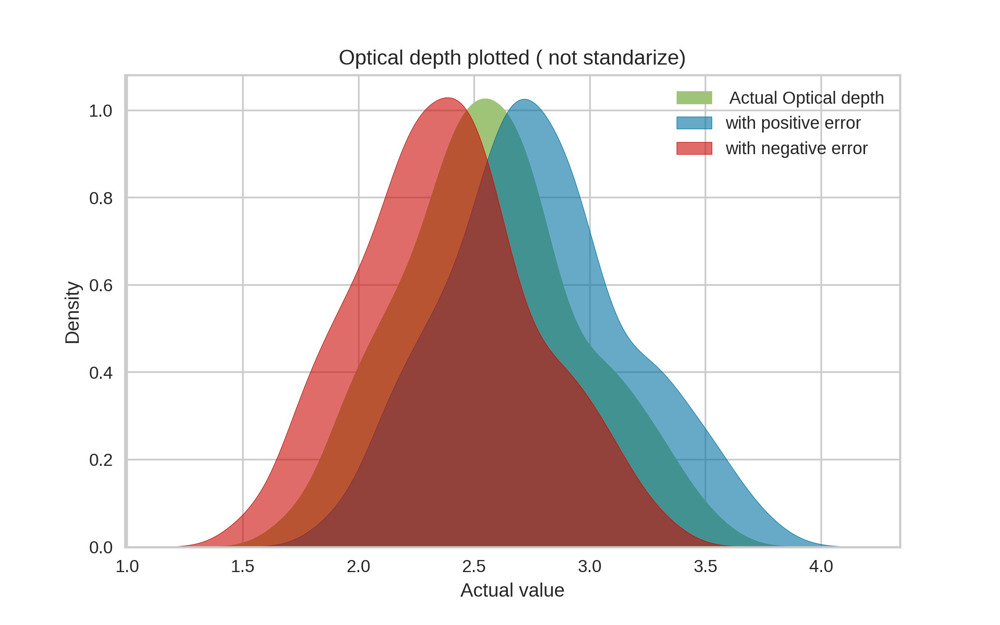 Optical depth plotted ( not standarize)
Actual Optical depth
with positive error
with negative error
1.0
0.8
0.6
0.4
0.2
0.0
Density
1.0 1.5 2.0 2.5 3.0 3.5 4.0
Actual value